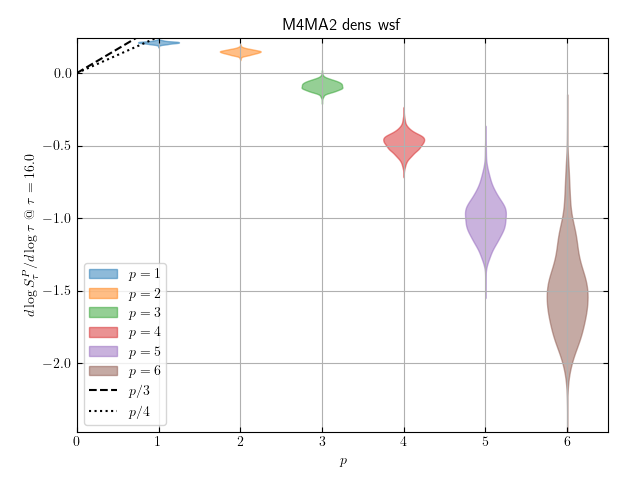 M4MA2 dens wsf
d log S_τ^P / d log τ @ τ = 16.0
0.0
−0.5
−1.0
−1.5
−2.0
p = 1
p = 2
p = 3
p = 4
p = 5
p = 6
p/3
p/4
0 1 2 3 4 5 6
p